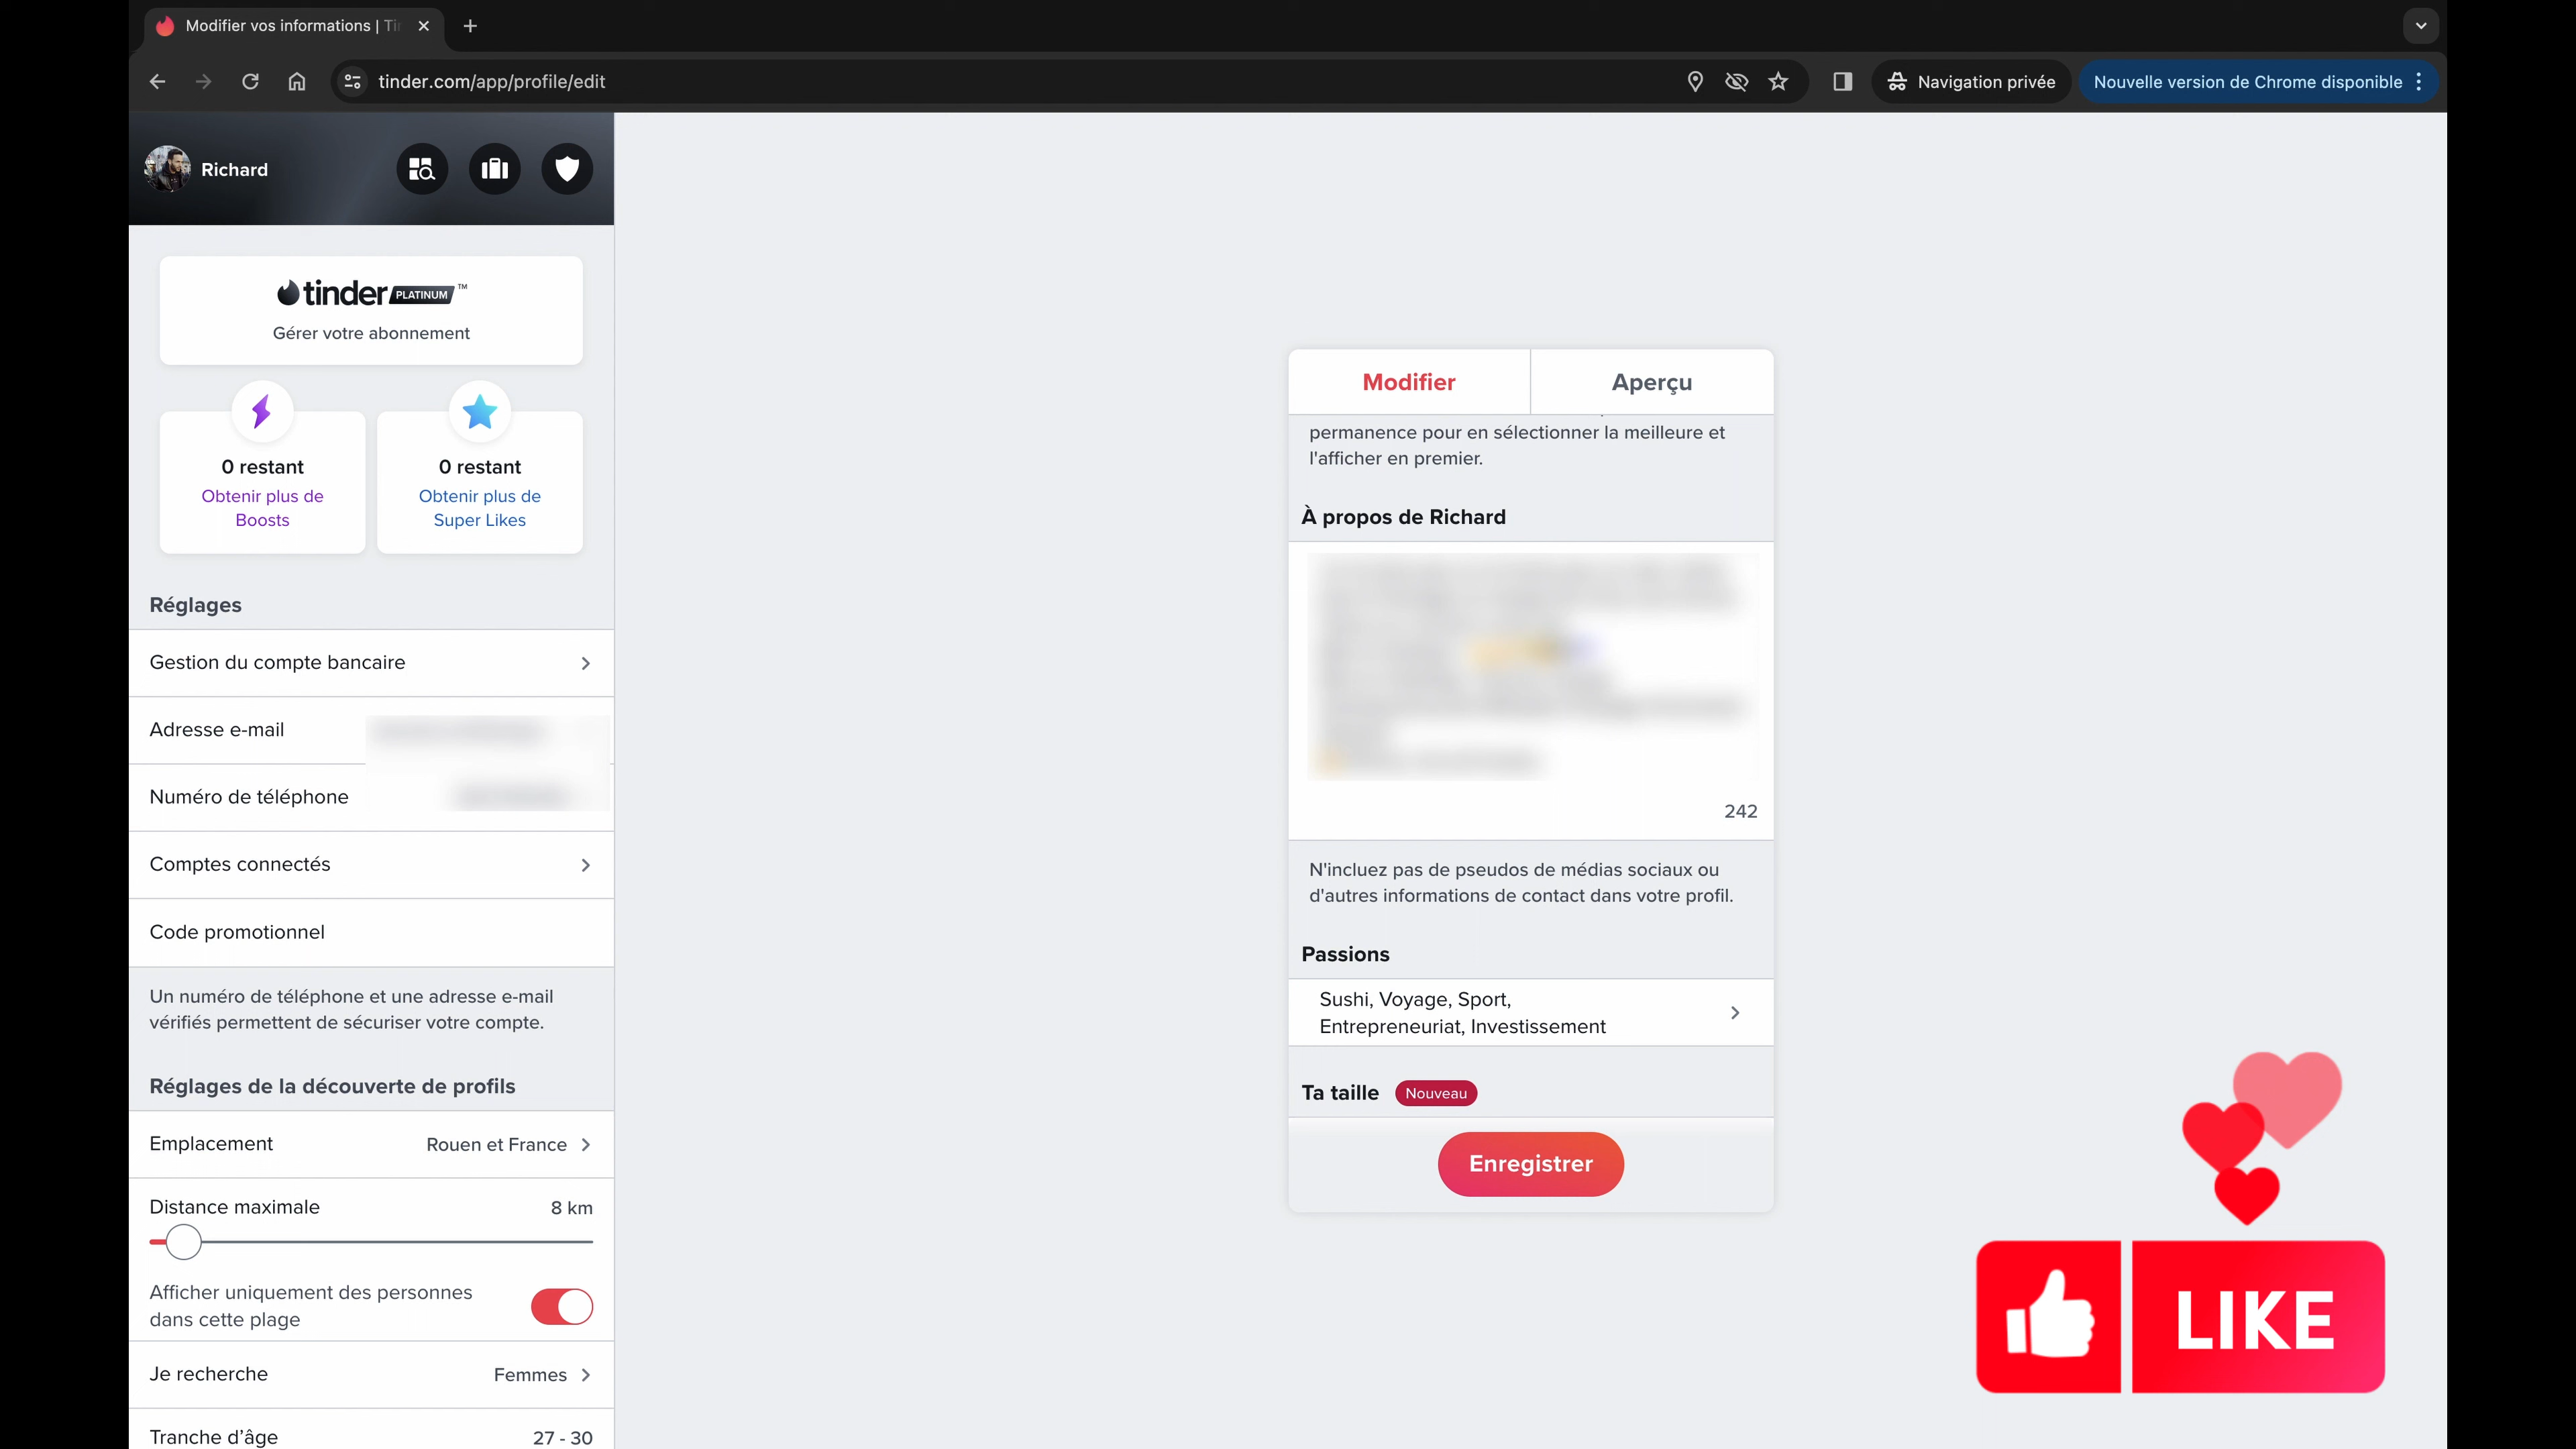 Modifier vos informations | Ti
tinder.com/app/profile/edit
Navigation privée
Nouvelle version de Chrome disponible
Richard
tinder PLATINUM ™
Gérer votre abonnement
0 restant
Obtenir plus de
Boosts
0 restant
Obtenir plus de
Super Likes
Réglages
Gestion du compte bancaire
Adresse e-mail
Numéro de téléphone
Comptes connectés
Code promotionnel
Un numéro de téléphone et une adresse e-mail
vérifiés permettent de sécuriser votre compte.
Réglages de la découverte de profils
Emplacement Rouen et France
Distance maximale 8 km
Afficher uniquement des personnes
dans cette plage
Je recherche Femmes
Tranche d’âge 27 - 30
Modifier Aperçu
permanence pour en sélectionner la meilleure et
l'afficher en premier.
À propos de Richard
242
N'incluez pas de pseudos de médias sociaux ou
d'autres informations de contact dans votre profil.
Passions
Sushi, Voyage, Sport,
Entrepreneuriat, Investissement
Ta taille Nouveau
Enregistrer
LIKE